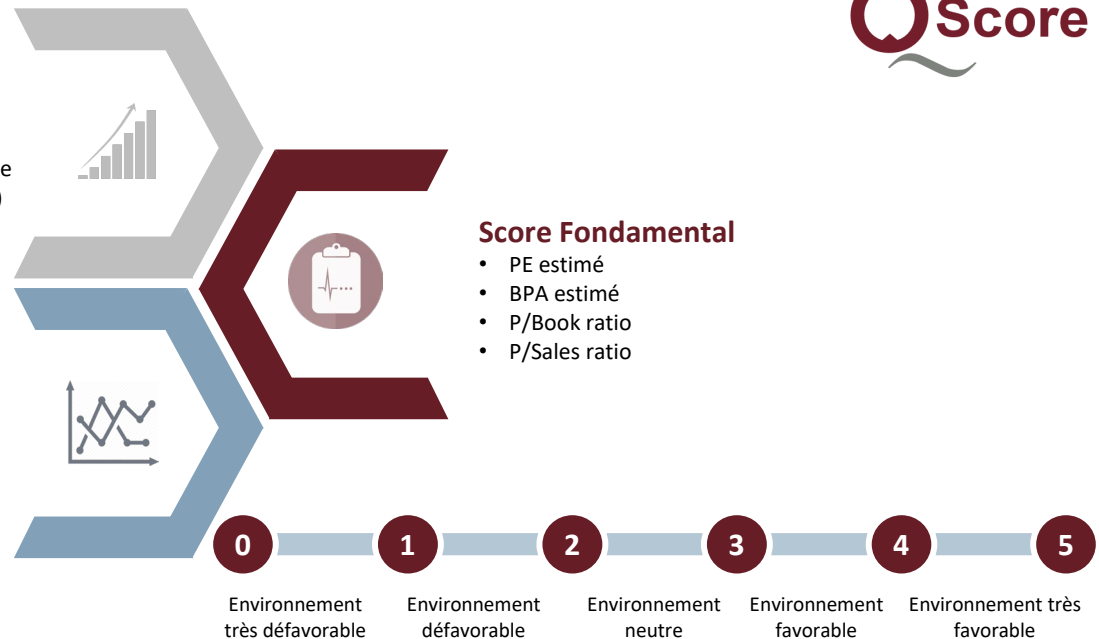 QScore
e
)
Score Fondamental
• PE estimé
• BPA estimé
• P/Book ratio
• P/Sales ratio
0 1 2 3 4 5
Environnement Environnement Environnement Environnement Environnement très
très défavorable défavorable neutre favorable favorable